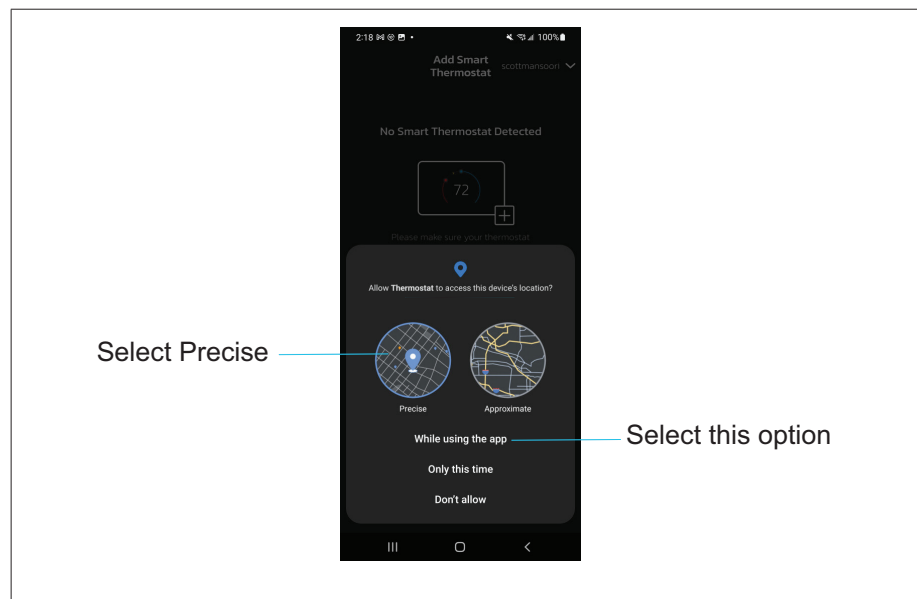 2:18
100%
Add Smart
Thermostat
scottmansoori
No Smart Thermostat Detected
72
Please make sure your thermostat
Allow Thermostat to access this device's location?
Select Precise
Precise
Approximate
While using the app
Select this option
Only this time
Don't allow